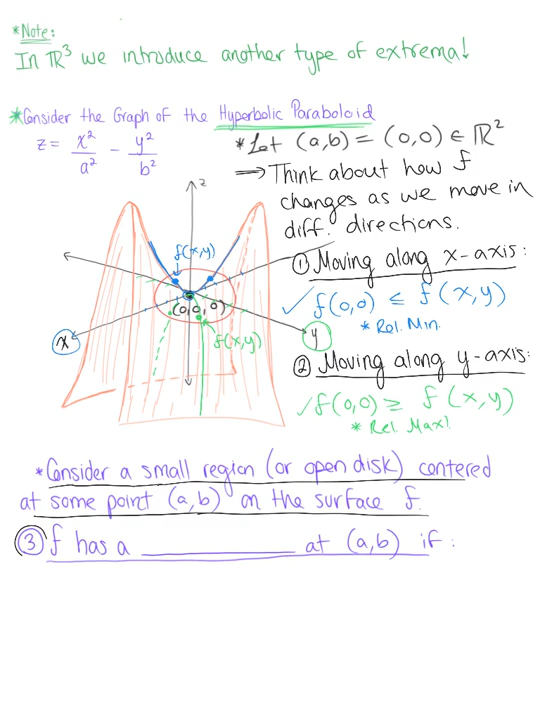 *Note:
In ℝ³ we introduce another type of extrema!
*Consider the Graph of the Hyperbolic Paraboloid
z = x²/a² − y²/b²
*Let (a,b) = (0,0) ∈ ℝ²
⟹ Think about how f
changes as we move in
diff. directions.
z
f(x,y)
(0,0,0)
x
y
f(x,y)
① Moving along x-axis:
✓ f(0,0) ≤ f(x,y)
* Rel. Min.
② Moving along y-axis:
✓ f(0,0) ≥ f(x,y)
* Rel. Max!
*Consider a small region (or open disk) centered
at some point (a,b) on the surface f.
③ f has a __________ at (a,b) if: